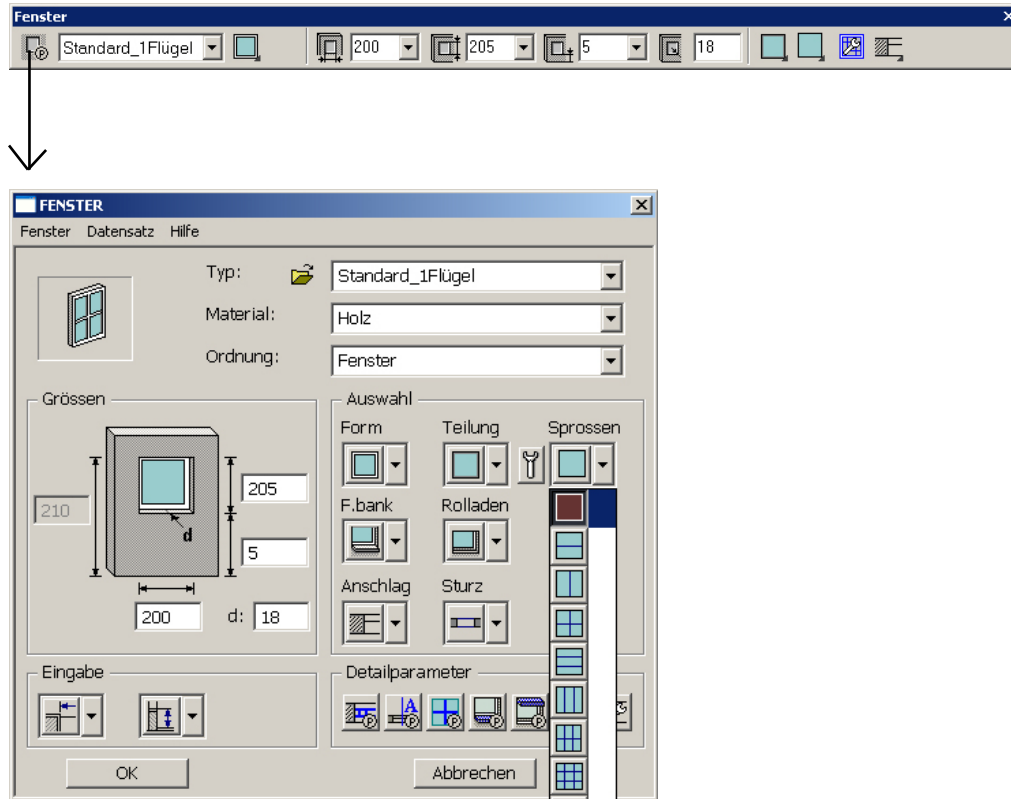 Fenster
Standard_1Flügel 200 205 5 18
FENSTER
Fenster Datensatz Hilfe
Typ: Standard_1Flügel
Material: Holz
Ordnung: Fenster
Grössen
210
205
d
5
200 d: 18
Auswahl
Form Teilung Sprossen
F.bank Rolladen
Anschlag Sturz
Eingabe
Detailparameter
A
OK Abbrechen